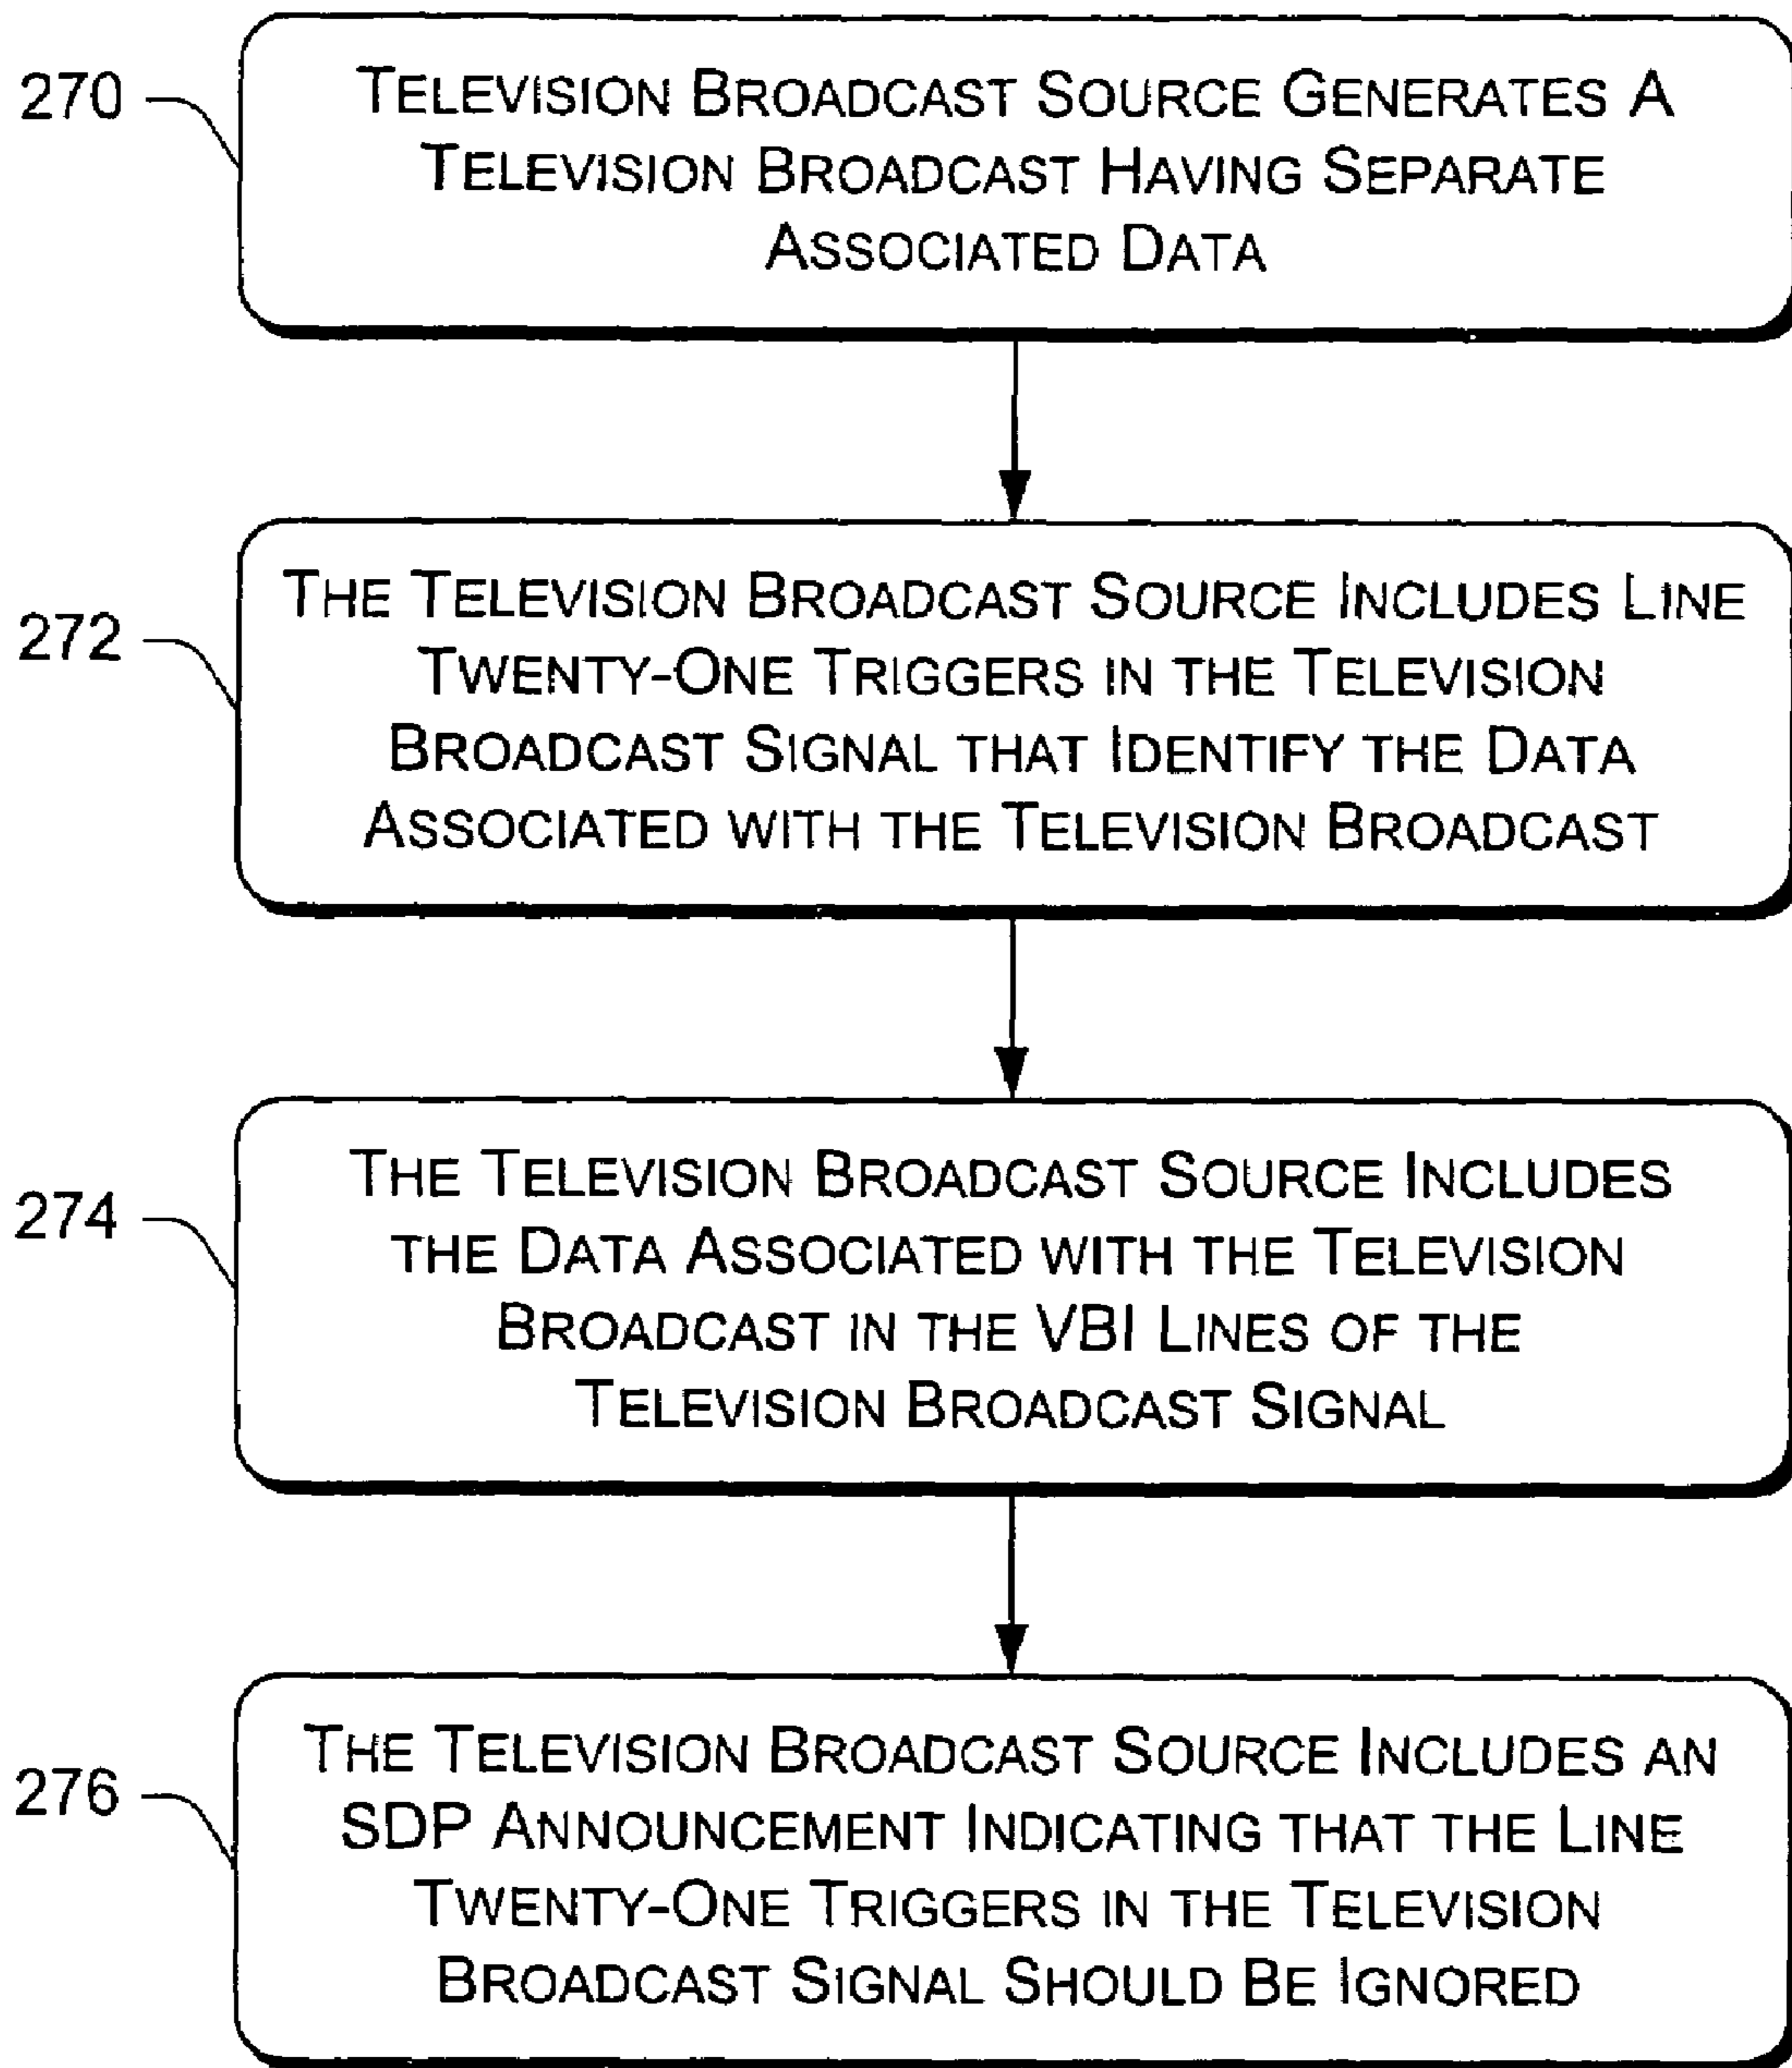 270
TELEVISION BROADCAST SOURCE GENERATES A
TELEVISION BROADCAST HAVING SEPARATE
ASSOCIATED DATA
272
THE TELEVISION BROADCAST SOURCE INCLUDES LINE
TWENTY-ONE TRIGGERS IN THE TELEVISION
BROADCAST SIGNAL THAT IDENTIFY THE DATA
ASSOCIATED WITH THE TELEVISION BROADCAST
274
THE TELEVISION BROADCAST SOURCE INCLUDES
THE DATA ASSOCIATED WITH THE TELEVISION
BROADCAST IN THE VBI LINES OF THE
TELEVISION BROADCAST SIGNAL
276
THE TELEVISION BROADCAST SOURCE INCLUDES AN
SDP ANNOUNCEMENT INDICATING THAT THE LINE
TWENTY-ONE TRIGGERS IN THE TELEVISION
BROADCAST SIGNAL SHOULD BE IGNORED